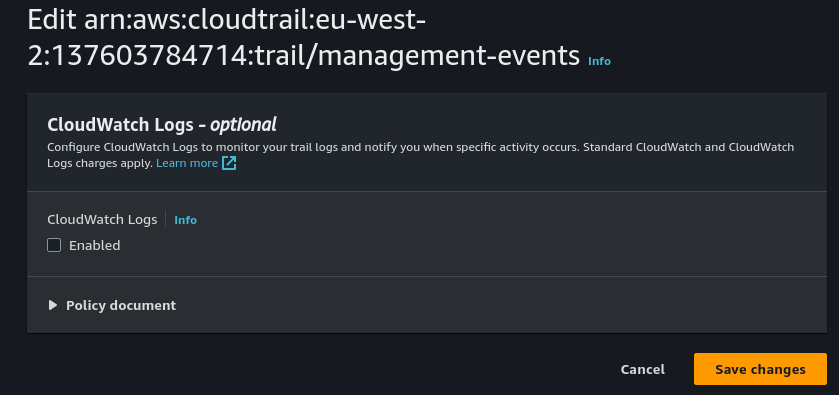 Edit arn:aws:cloudtrail:eu-west-
2:137603784714:trail/management-events Info
CloudWatch Logs - optional
Configure CloudWatch Logs to monitor your trail logs and notify you when specific activity occurs. Standard CloudWatch and CloudWatch
Logs charges apply. Learn more
CloudWatch Logs Info
Enabled
Policy document
Cancel Save changes